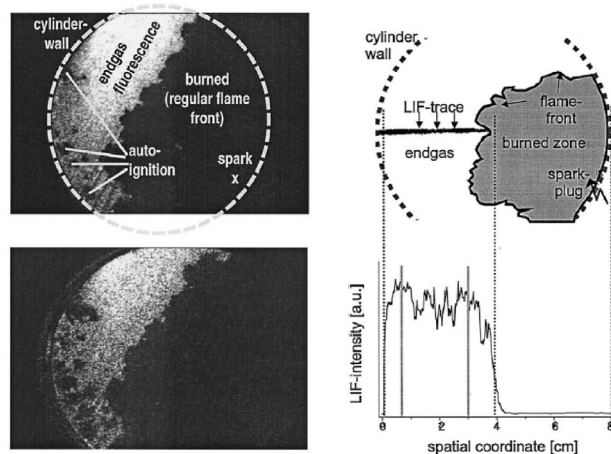 cylinder-
wall
endgas
fluorescence
burned
(regular flame
front)
auto-
ignition
spark
x
cylinder
wall
LIF-trace
flame-
front
endgas
burned zone
spark-
plug
LIF-intensity [a.u.]
0
2
4
6
8
spatial coordinate [cm]